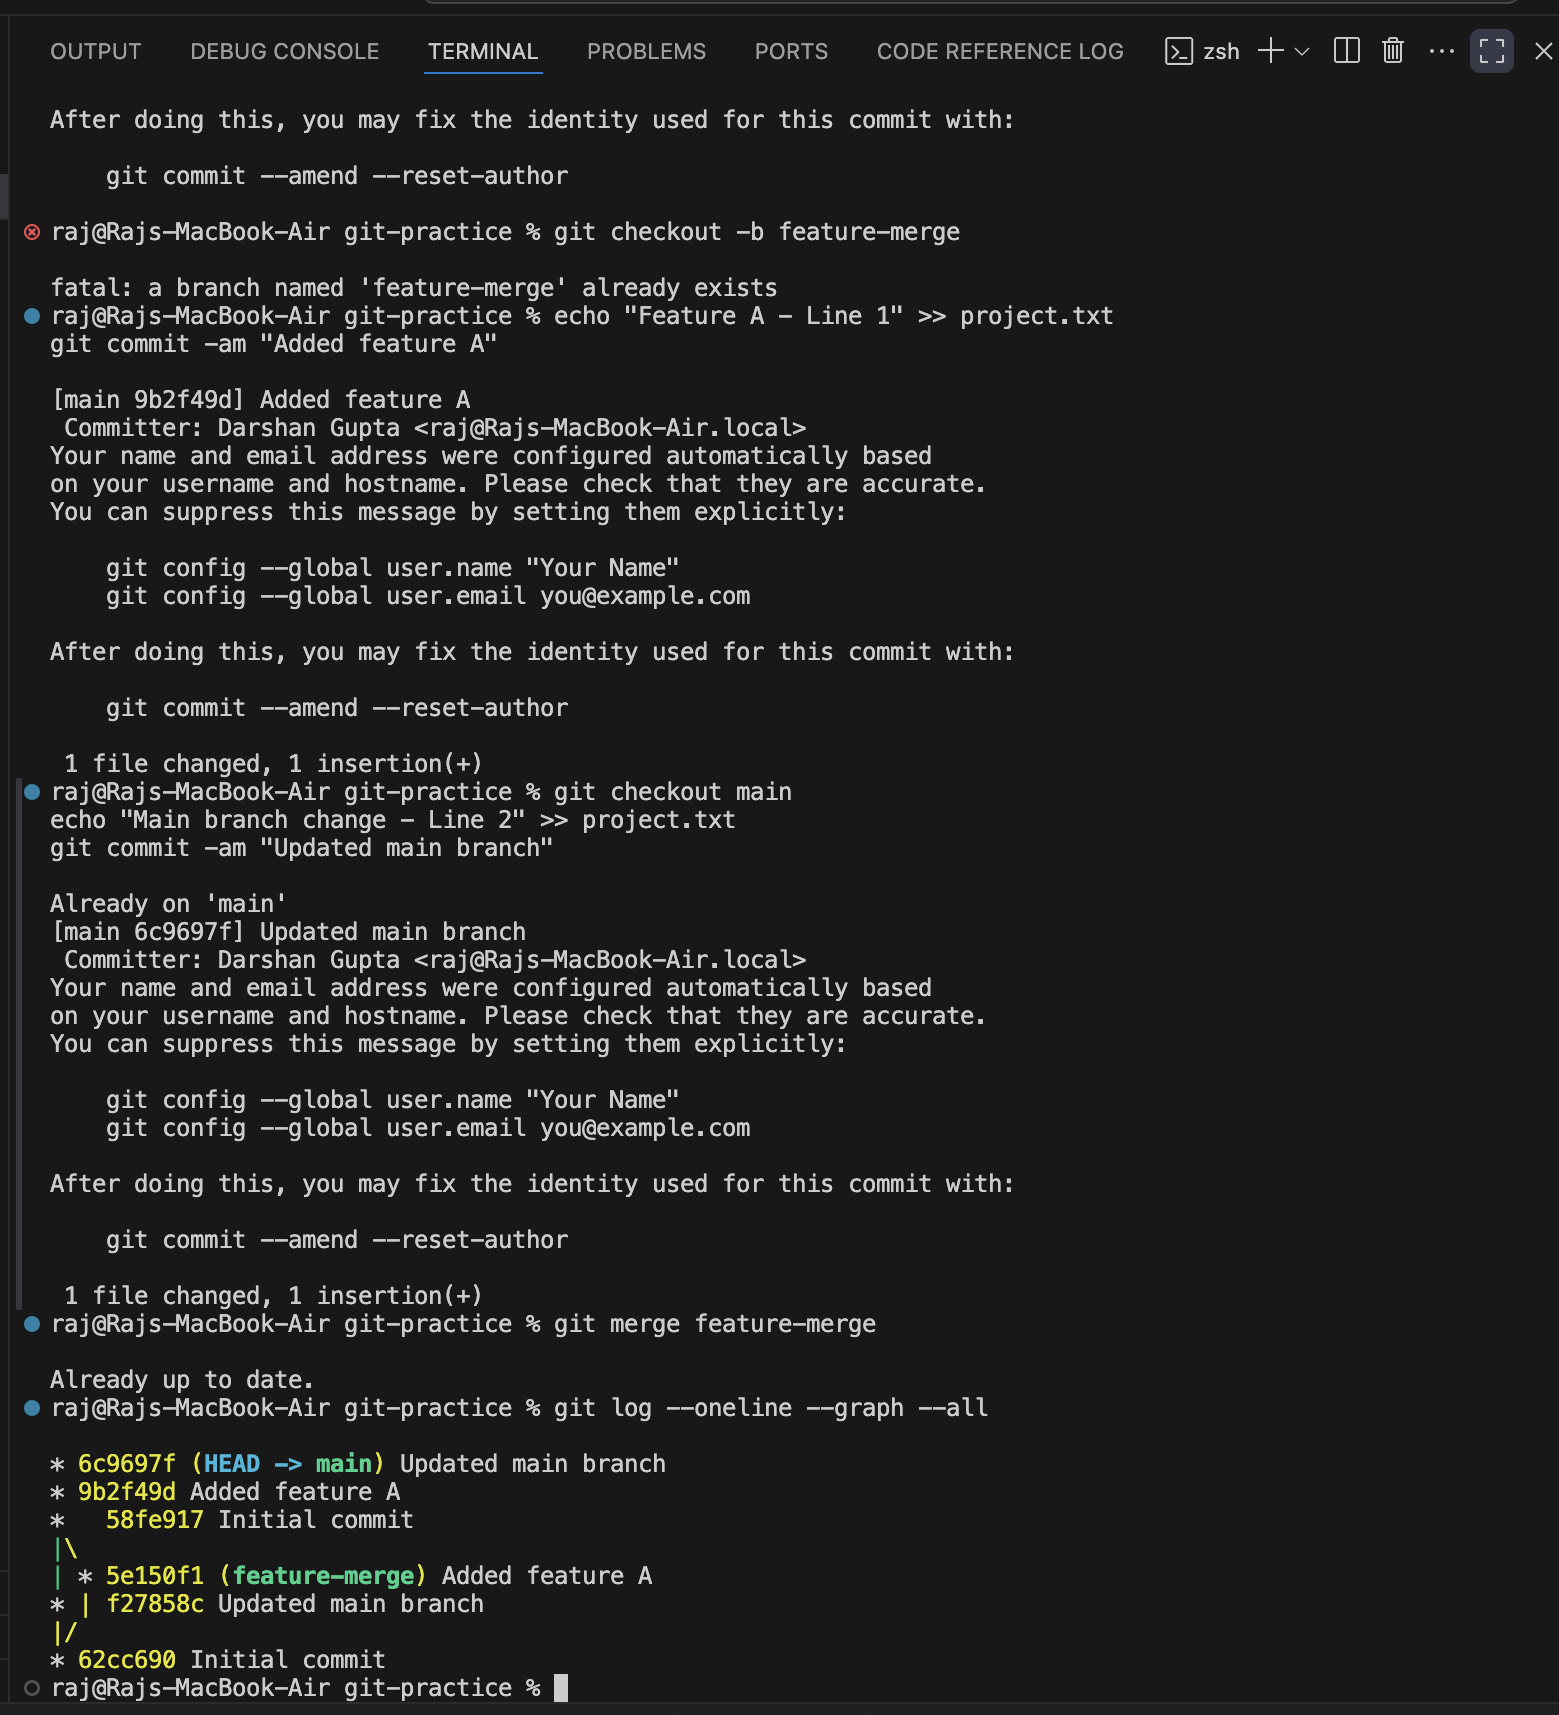 OUTPUT DEBUG CONSOLE TERMINAL PROBLEMS PORTS CODE REFERENCE LOG zsh
After doing this, you may fix the identity used for this commit with:
    git commit --amend --reset-author
raj@Rajs-MacBook-Air git-practice % git checkout -b feature-merge
fatal: a branch named 'feature-merge' already exists
raj@Rajs-MacBook-Air git-practice % echo "Feature A - Line 1" >> project.txt
git commit -am "Added feature A"
[main 9b2f49d] Added feature A
 Committer: Darshan Gupta <raj@Rajs-MacBook-Air.local>
Your name and email address were configured automatically based
on your username and hostname. Please check that they are accurate.
You can suppress this message by setting them explicitly:
    git config --global user.name "Your Name"
    git config --global user.email you@example.com
After doing this, you may fix the identity used for this commit with:
    git commit --amend --reset-author
 1 file changed, 1 insertion(+)
raj@Rajs-MacBook-Air git-practice % git checkout main
echo "Main branch change - Line 2" >> project.txt
git commit -am "Updated main branch"
Already on 'main'
[main 6c9697f] Updated main branch
 Committer: Darshan Gupta <raj@Rajs-MacBook-Air.local>
Your name and email address were configured automatically based
on your username and hostname. Please check that they are accurate.
You can suppress this message by setting them explicitly:
    git config --global user.name "Your Name"
    git config --global user.email you@example.com
After doing this, you may fix the identity used for this commit with:
    git commit --amend --reset-author
 1 file changed, 1 insertion(+)
raj@Rajs-MacBook-Air git-practice % git merge feature-merge
Already up to date.
raj@Rajs-MacBook-Air git-practice % git log --oneline --graph --all
* 6c9697f (HEAD -> main) Updated main branch
* 9b2f49d Added feature A
*   58fe917 Initial commit
|\
| * 5e150f1 (feature-merge) Added feature A
* | f27858c Updated main branch
|/
* 62cc690 Initial commit
raj@Rajs-MacBook-Air git-practice %